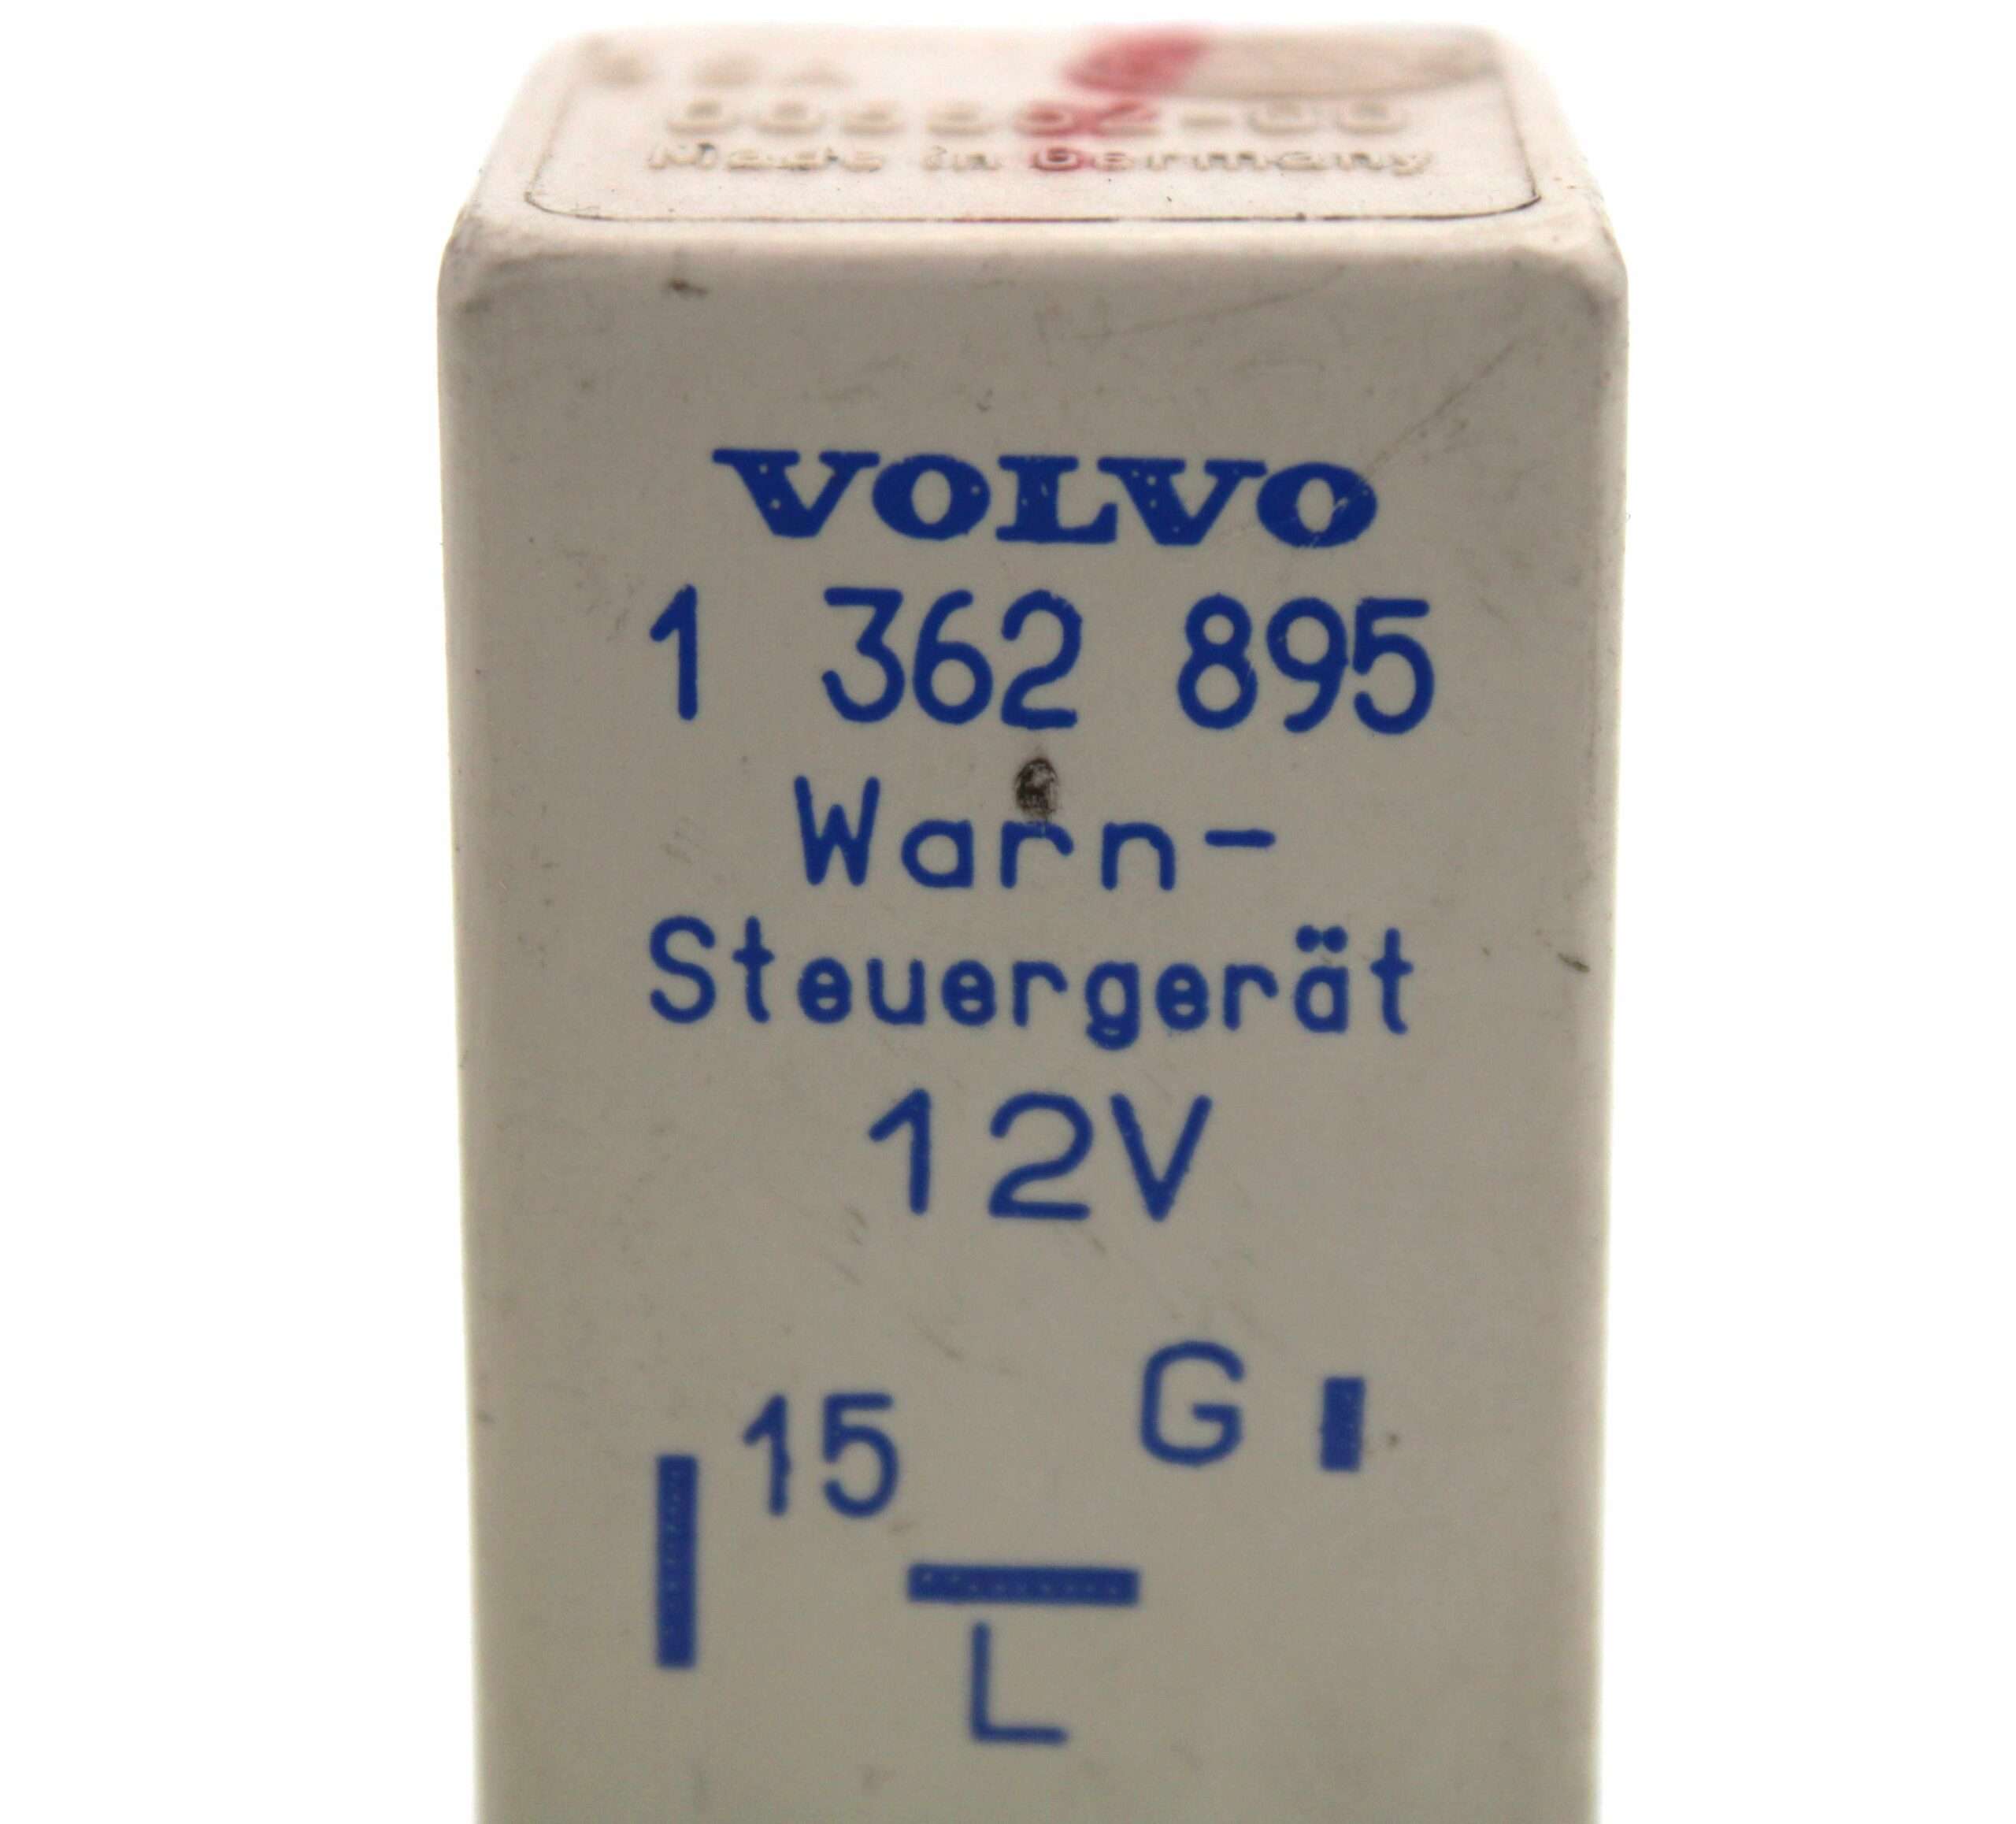 Made in Germany
VOLVO
1 362 895
Warn-
Steuergerät
12V
G
15
L